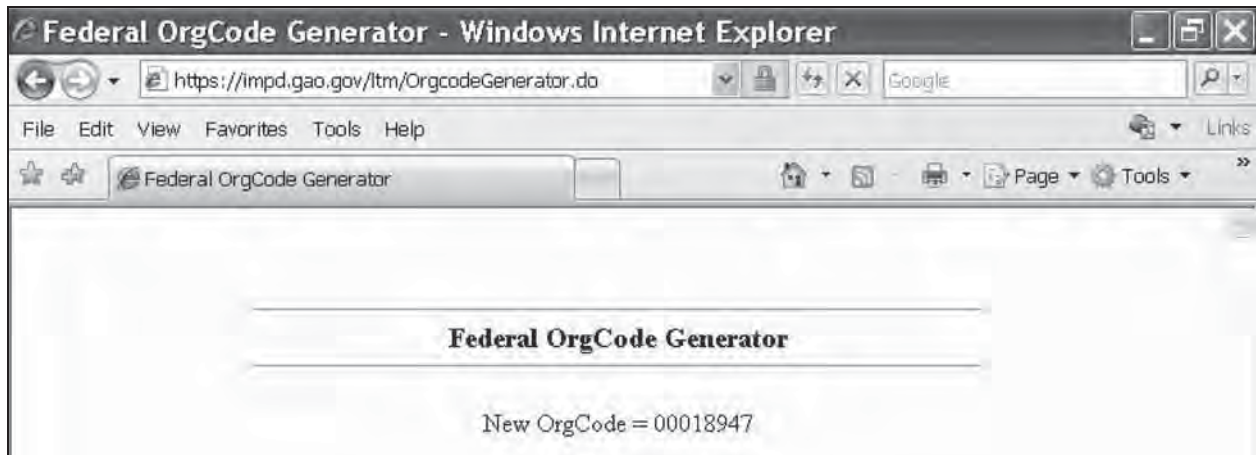 Federal OrgCode Generator - Windows Internet Explorer
https://impd.gao.gov/ltm/OrgcodeGenerator.do Google
File Edit View Favorites Tools Help Links
Federal OrgCode Generator Page Tools »
Federal OrgCode Generator
New OrgCode = 00018947